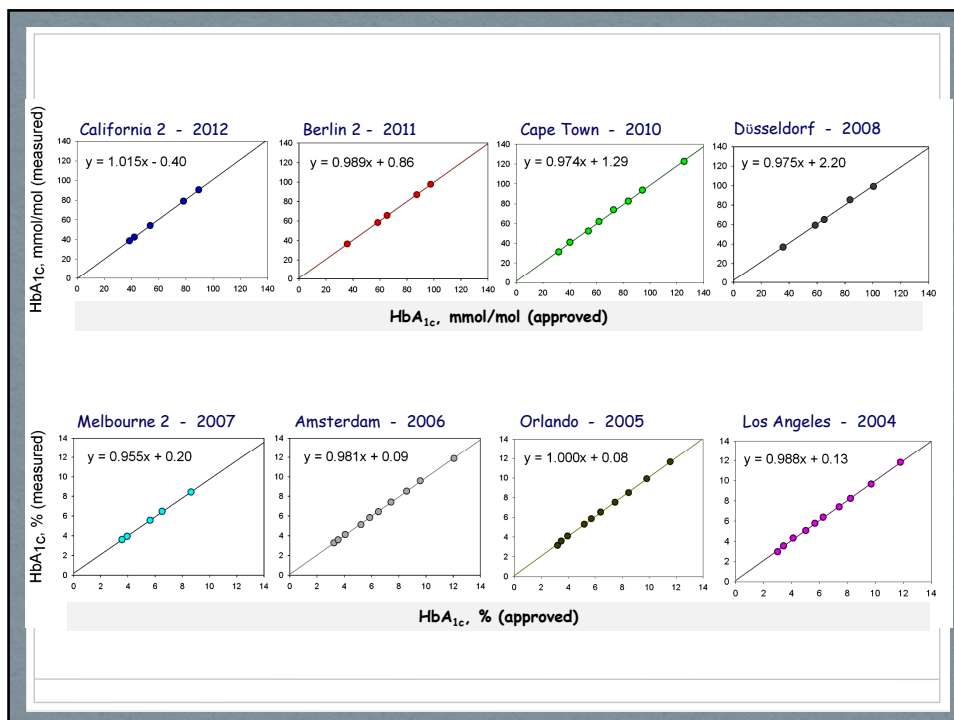 California 2 - 2012
Berlin 2 - 2011
Cape Town - 2010
Düsseldorf - 2008
HbA1c, mmol/mol (measured)
y = 1.015x - 0.40
140
120
100
80
60
40
20
0
0 20 40 60 80 100 120 140
y = 0.989x + 0.86
140
120
100
80
60
40
20
0
0 20 40 60 80 100 120 140
y = 0.974x + 1.29
140
120
100
80
60
40
20
0
0 20 40 60 80 100 120 140
y = 0.975x + 2.20
140
120
100
80
60
40
20
0
0 20 40 60 80 100 120 140
HbA1c, mmol/mol (approved)
Melbourne 2 - 2007
Amsterdam - 2006
Orlando - 2005
Los Angeles - 2004
HbA1c, % (measured)
y = 0.955x + 0.20
14
12
10
8
6
4
2
0
0 2 4 6 8 10 12 14
y = 0.981x + 0.09
14
12
10
8
6
4
2
0
0 2 4 6 8 10 12 14
y = 1.000x + 0.08
14
12
10
8
6
4
2
0
0 2 4 6 8 10 12 14
y = 0.988x + 0.13
14
12
10
8
6
4
2
0
0 2 4 6 8 10 12 14
HbA1c, % (approved)